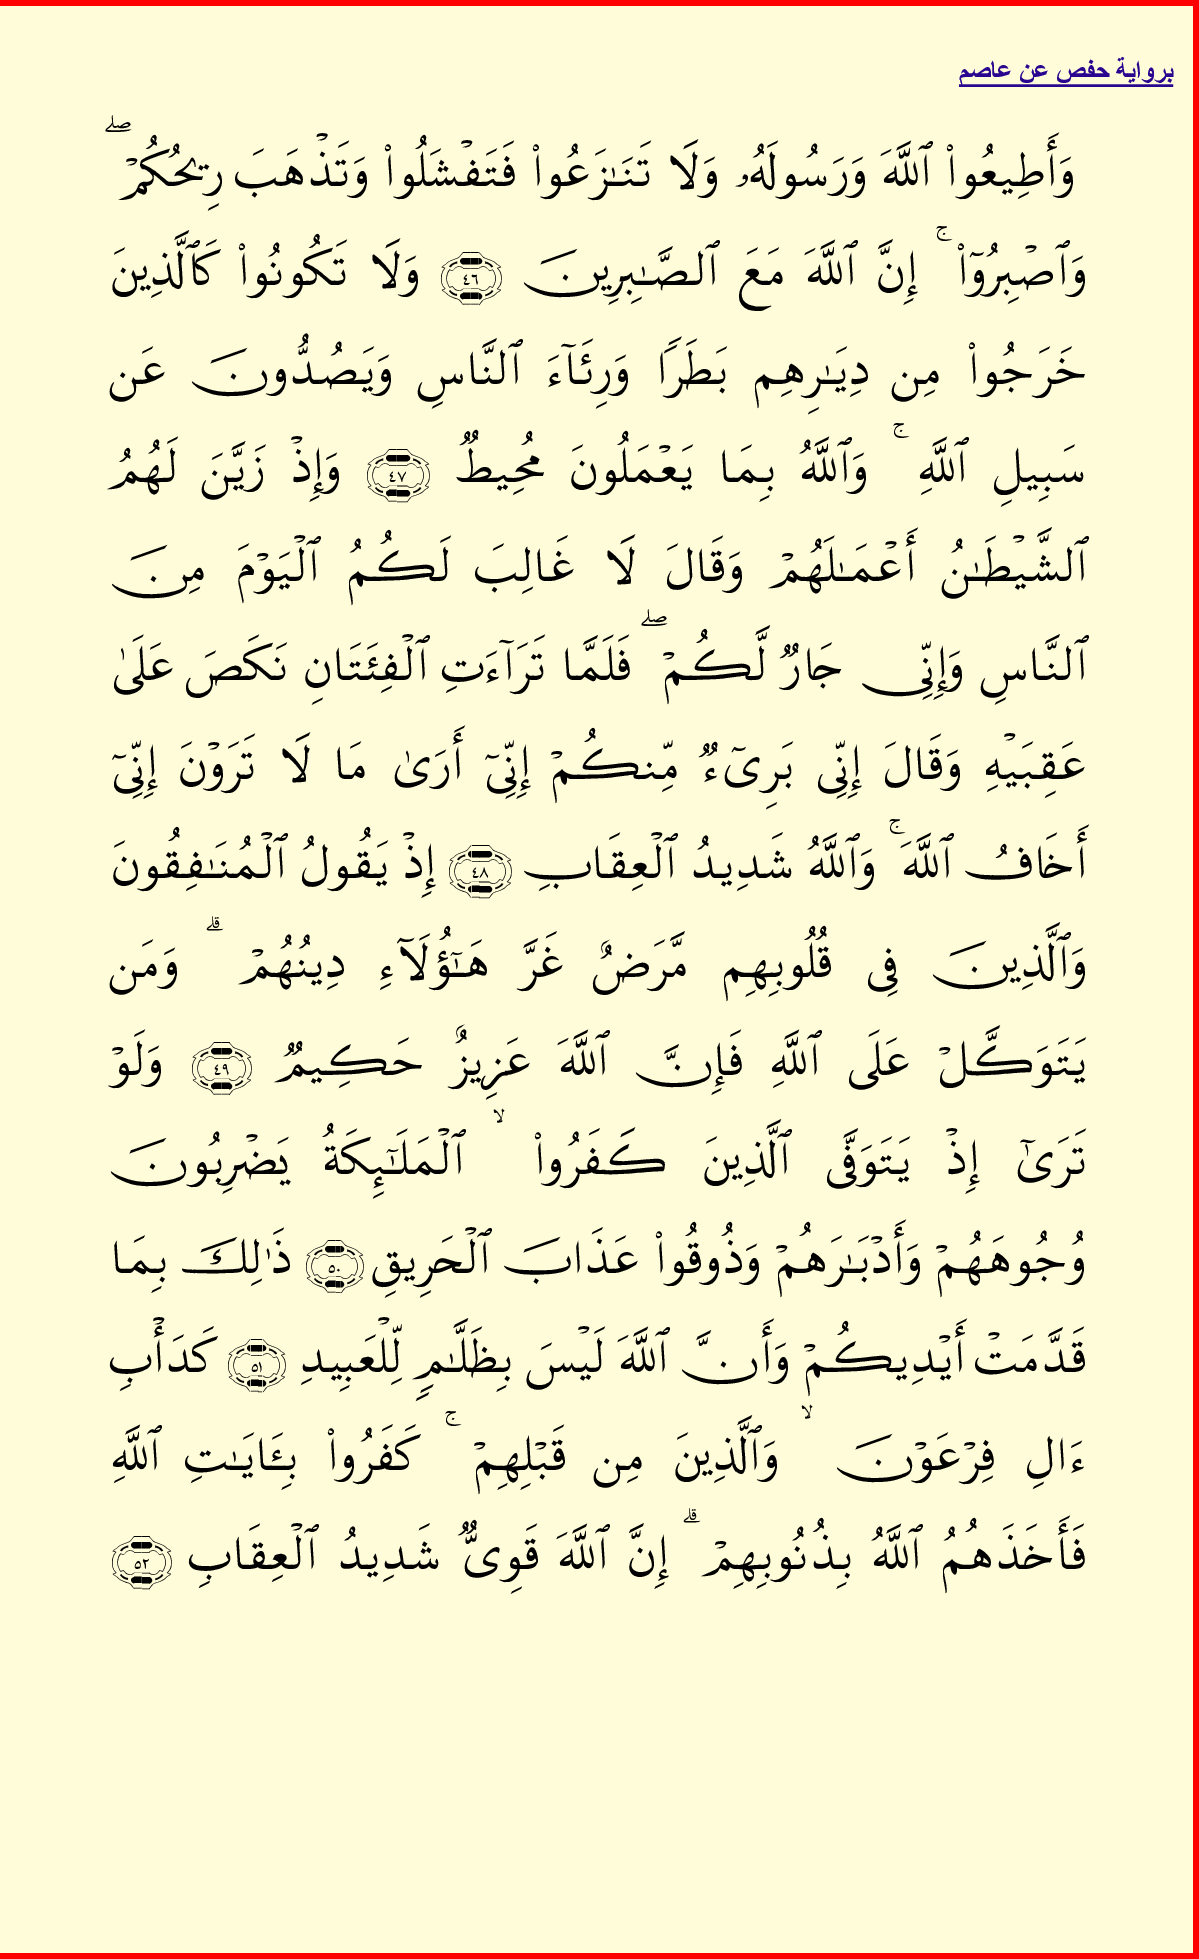 برواية حفص عن عاصم
وَأَطِيعُوا۟ ٱللَّهَ وَرَسُولَهُۥ وَلَا تَنَـٰزَعُوا۟ فَتَفْشَلُوا۟ وَتَذْهَبَ رِيحُكُمْ ۖ
وَٱصْبِرُوٓا۟ ۚ إِنَّ ٱللَّهَ مَعَ ٱلصَّـٰبِرِينَ ٤٦ وَلَا تَكُونُوا۟ كَٱلَّذِينَ
خَرَجُوا۟ مِن دِيَـٰرِهِم بَطَرًا وَرِئَآءَ ٱلنَّاسِ وَيَصُدُّونَ عَن
سَبِيلِ ٱللَّهِ ۚ وَٱللَّهُ بِمَا يَعْمَلُونَ مُحِيطٌ ٤٧ وَإِذْ زَيَّنَ لَهُمُ
ٱلشَّيْطَـٰنُ أَعْمَـٰلَهُمْ وَقَالَ لَا غَالِبَ لَكُمُ ٱلْيَوْمَ مِنَ
ٱلنَّاسِ وَإِنِّى جَارٌ لَّكُمْ ۖ فَلَمَّا تَرَآءَتِ ٱلْفِئَتَانِ نَكَصَ عَلَىٰ
عَقِبَيْهِ وَقَالَ إِنِّى بَرِىٓءٌ مِّنكُمْ إِنِّىٓ أَرَىٰ مَا لَا تَرَوْنَ إِنِّىٓ
أَخَافُ ٱللَّهَ ۚ وَٱللَّهُ شَدِيدُ ٱلْعِقَابِ ٤٨ إِذْ يَقُولُ ٱلْمُنَـٰفِقُونَ
وَٱلَّذِينَ فِى قُلُوبِهِم مَّرَضٌ غَرَّ هَـٰٓؤُلَآءِ دِينُهُمْ ۗ وَمَن
يَتَوَكَّلْ عَلَى ٱللَّهِ فَإِنَّ ٱللَّهَ عَزِيزٌ حَكِيمٌ ٤٩ وَلَوْ
تَرَىٰٓ إِذْ يَتَوَفَّى ٱلَّذِينَ كَفَرُوا۟ ۙ ٱلْمَلَـٰٓئِكَةُ يَضْرِبُونَ
وُجُوهَهُمْ وَأَدْبَـٰرَهُمْ وَذُوقُوا۟ عَذَابَ ٱلْحَرِيقِ ٥٠ ذَٰلِكَ بِمَا
قَدَّمَتْ أَيْدِيكُمْ وَأَنَّ ٱللَّهَ لَيْسَ بِظَلَّـٰمٍ لِّلْعَبِيدِ ٥١ كَدَأْبِ
ءَالِ فِرْعَوْنَ ۙ وَٱلَّذِينَ مِن قَبْلِهِمْ ۚ كَفَرُوا۟ بِـَٔايَـٰتِ ٱللَّهِ
فَأَخَذَهُمُ ٱللَّهُ بِذُنُوبِهِمْ ۗ إِنَّ ٱللَّهَ قَوِىٌّ شَدِيدُ ٱلْعِقَابِ ٥٢